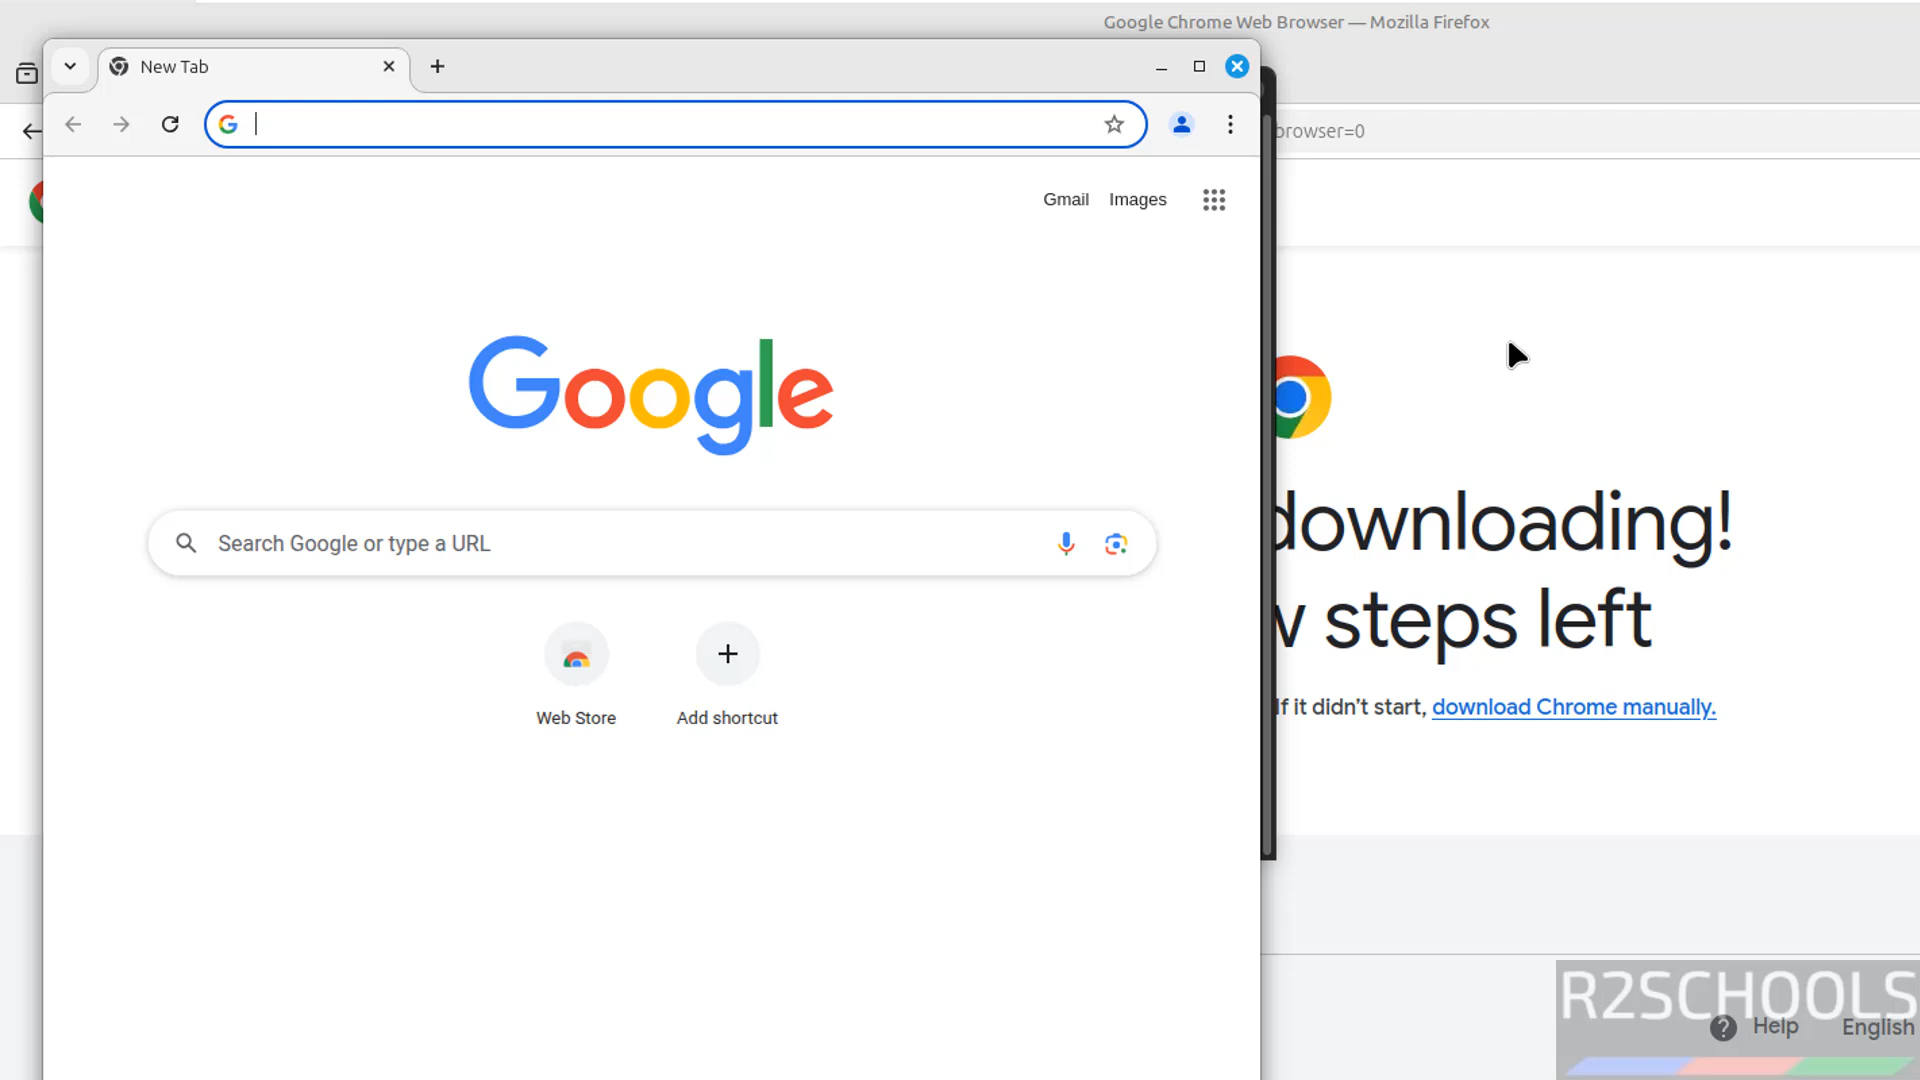 Google Chrome Web Browser — Mozilla Firefox
New Tab
browser=0
Gmail Images
Google
Search Google or type a URL
Web Store Add shortcut
downloading!
steps left
If it didn't start, download Chrome manually.
R2SCHOOLS
Help English